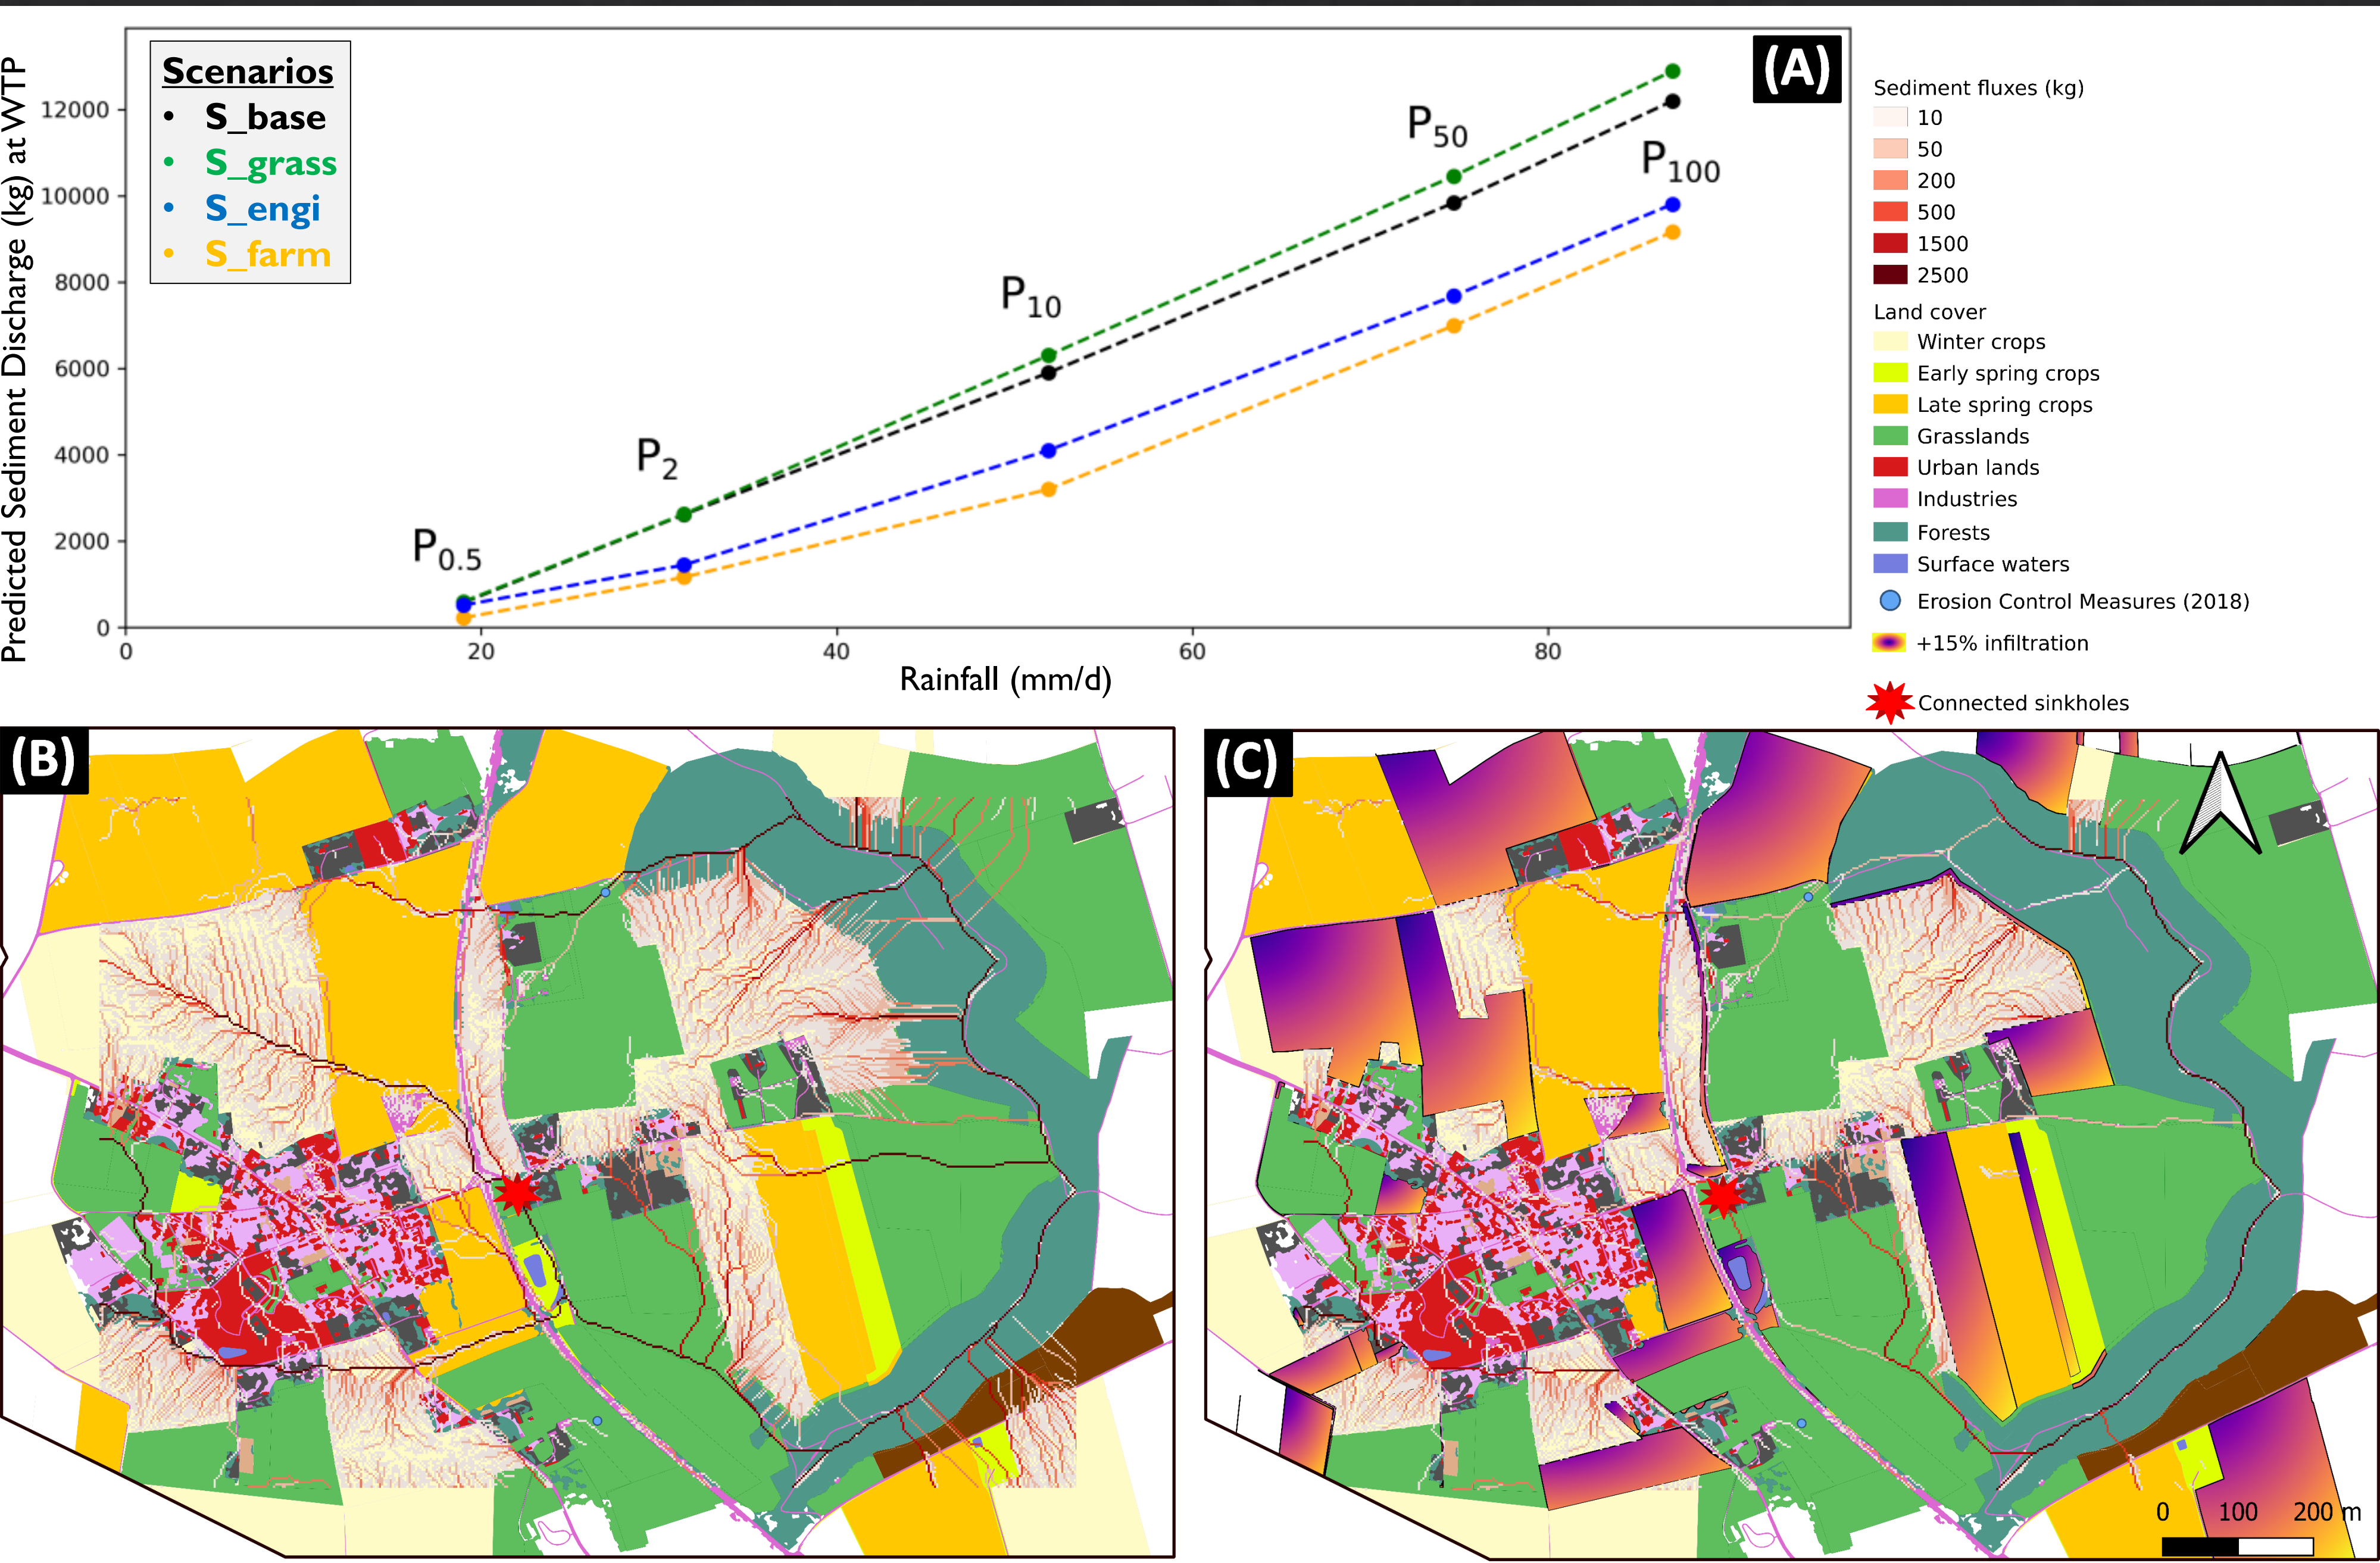 (A)
Predicted Sediment Discharge (kg) at WTP
Scenarios
• S_base
• S_grass
• S_engi
• S_farm
12000
10000
8000
6000
4000
2000
0
P0.5
P2
P10
P50
P100
0 20 40 60 80
Rainfall (mm/d)
Sediment fluxes (kg)
10
50
200
500
1500
2500
Land cover
Winter crops
Early spring crops
Late spring crops
Grasslands
Urban lands
Industries
Forests
Surface waters
Erosion Control Measures (2018)
+15% infiltration
Connected sinkholes
(B)
(C)
0 100 200 m